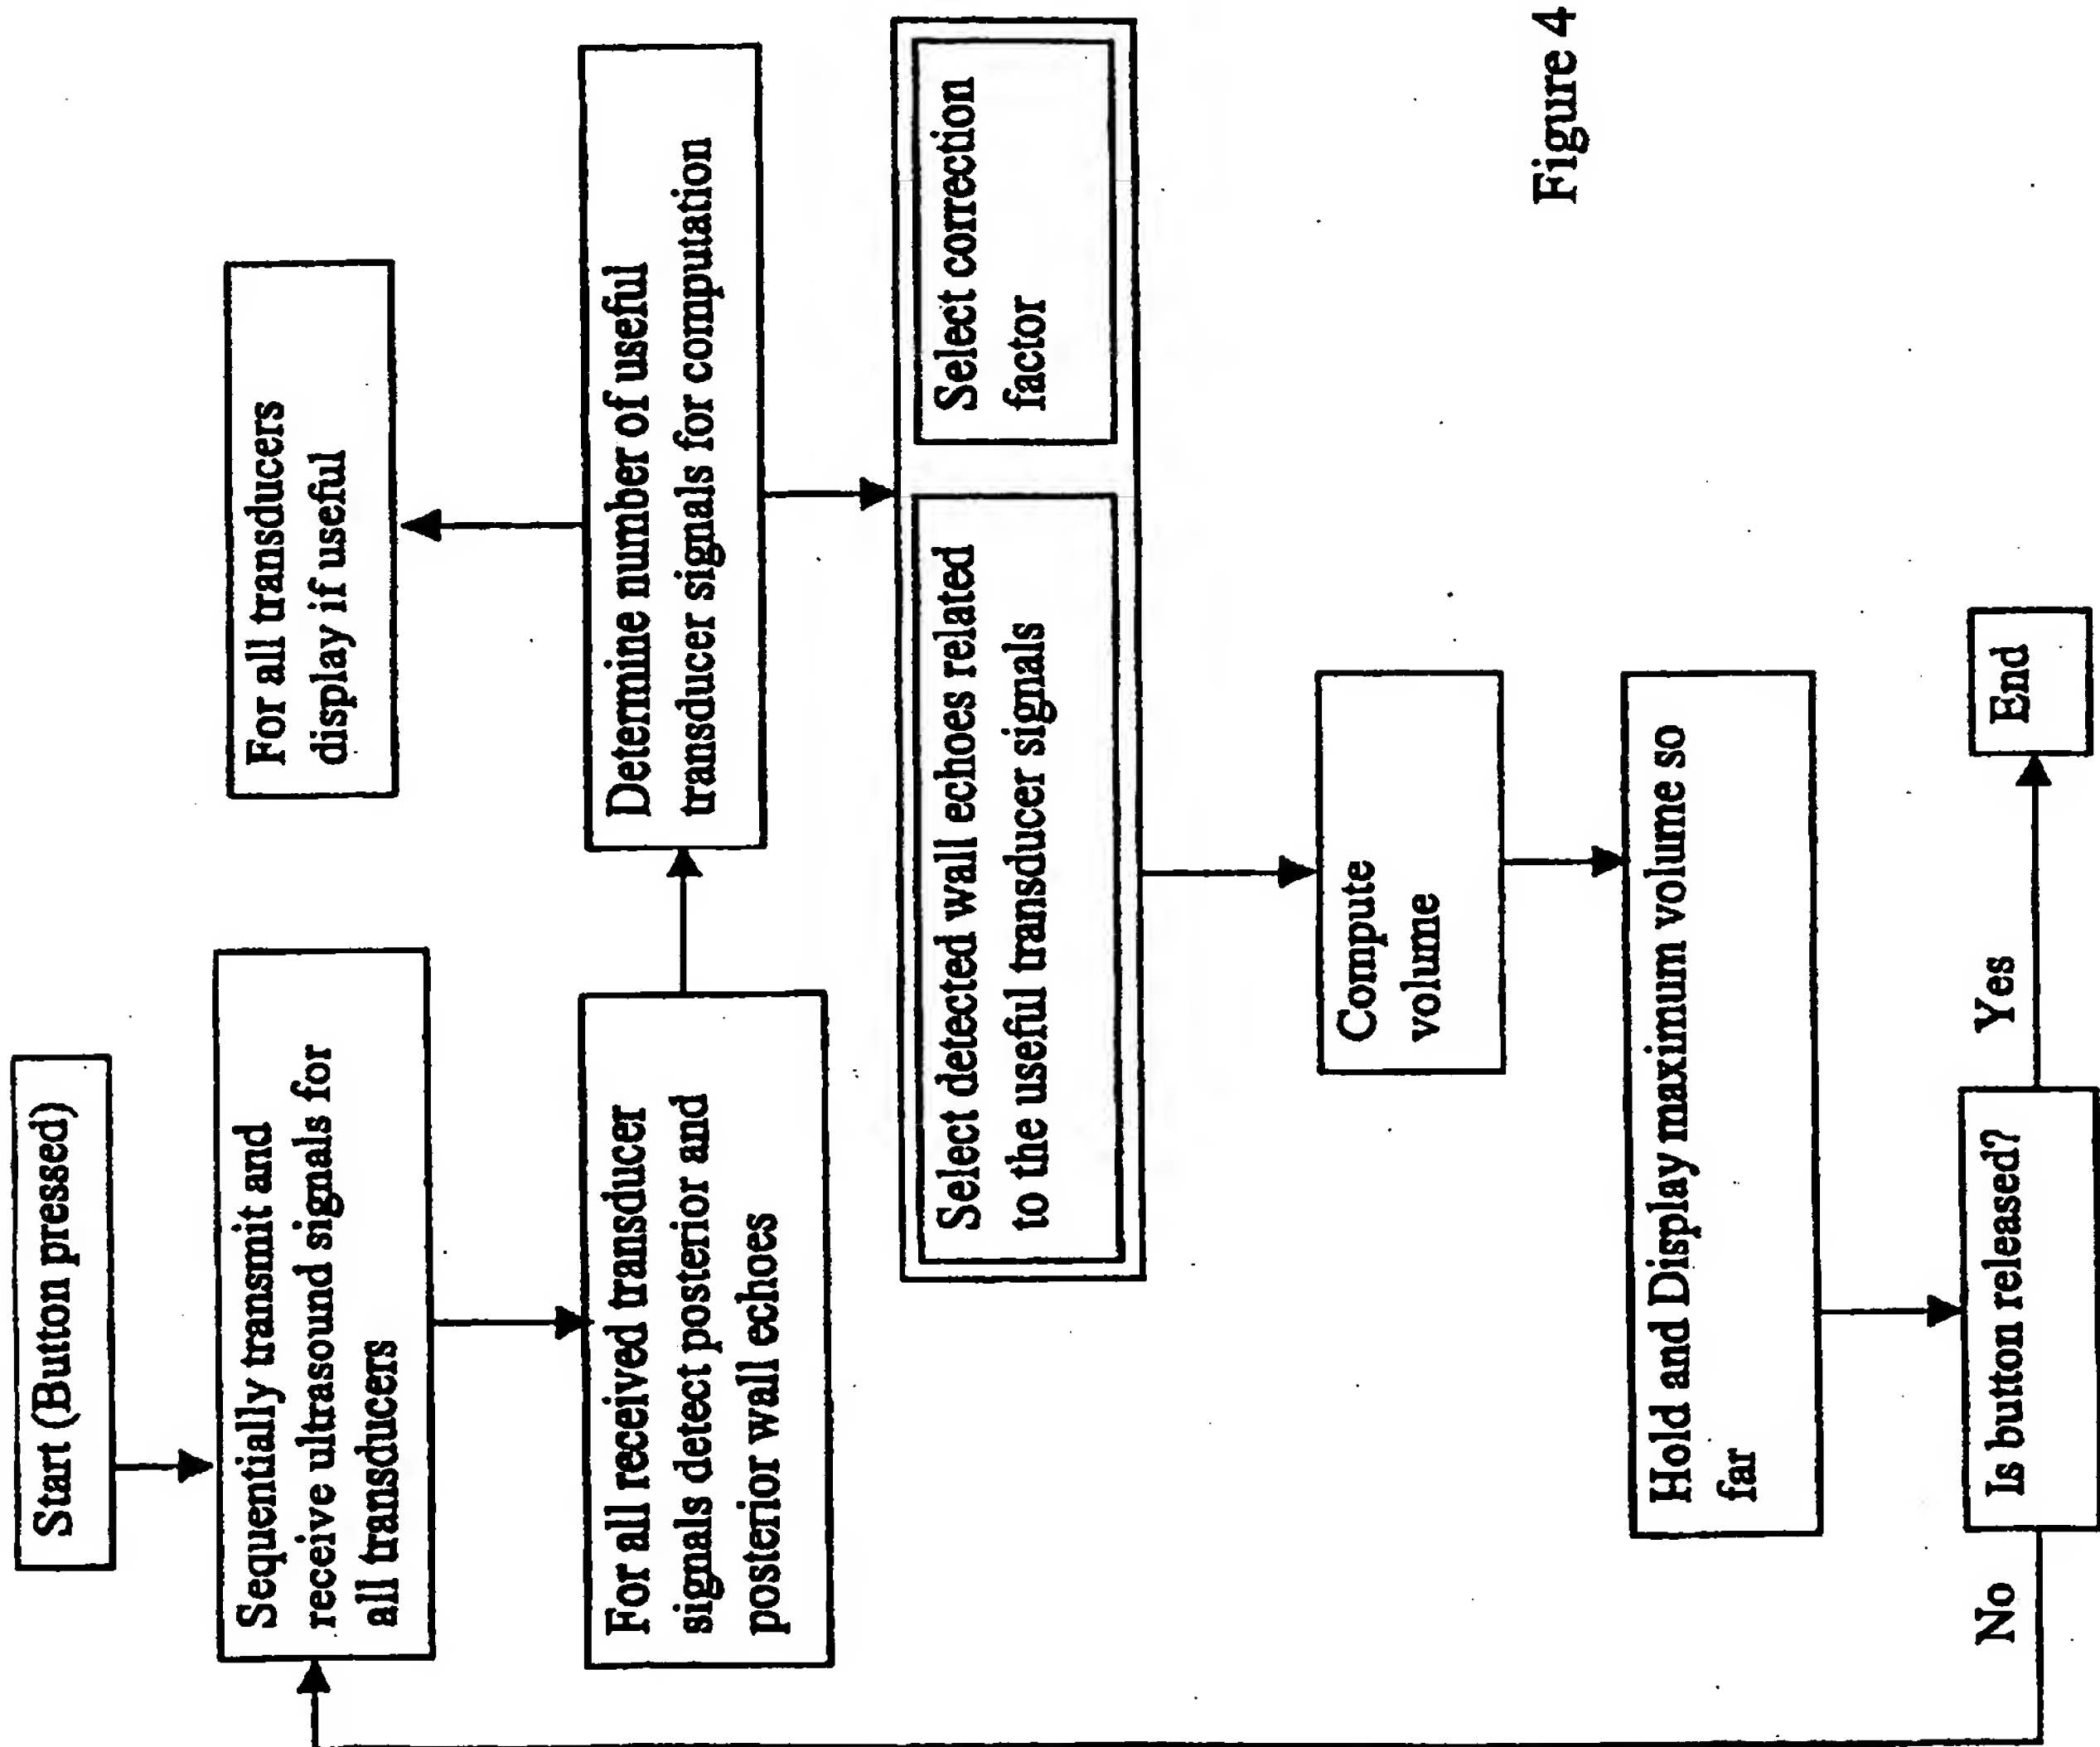 Start (Button pressed)
Sequentially transmit and
receive ultrasound signals for
all transducers
For all received transducer
signals detect posterior and
posterior wall echoes
For all transducers
display if useful
Determine number of useful
transducer signals for computation
Select detected wall echoes related
to the useful transducer signals
Select correction
factor
Compute
volume
Hold and Display maximum volume so
far
Is button released?
No
Yes
End
Figure 4